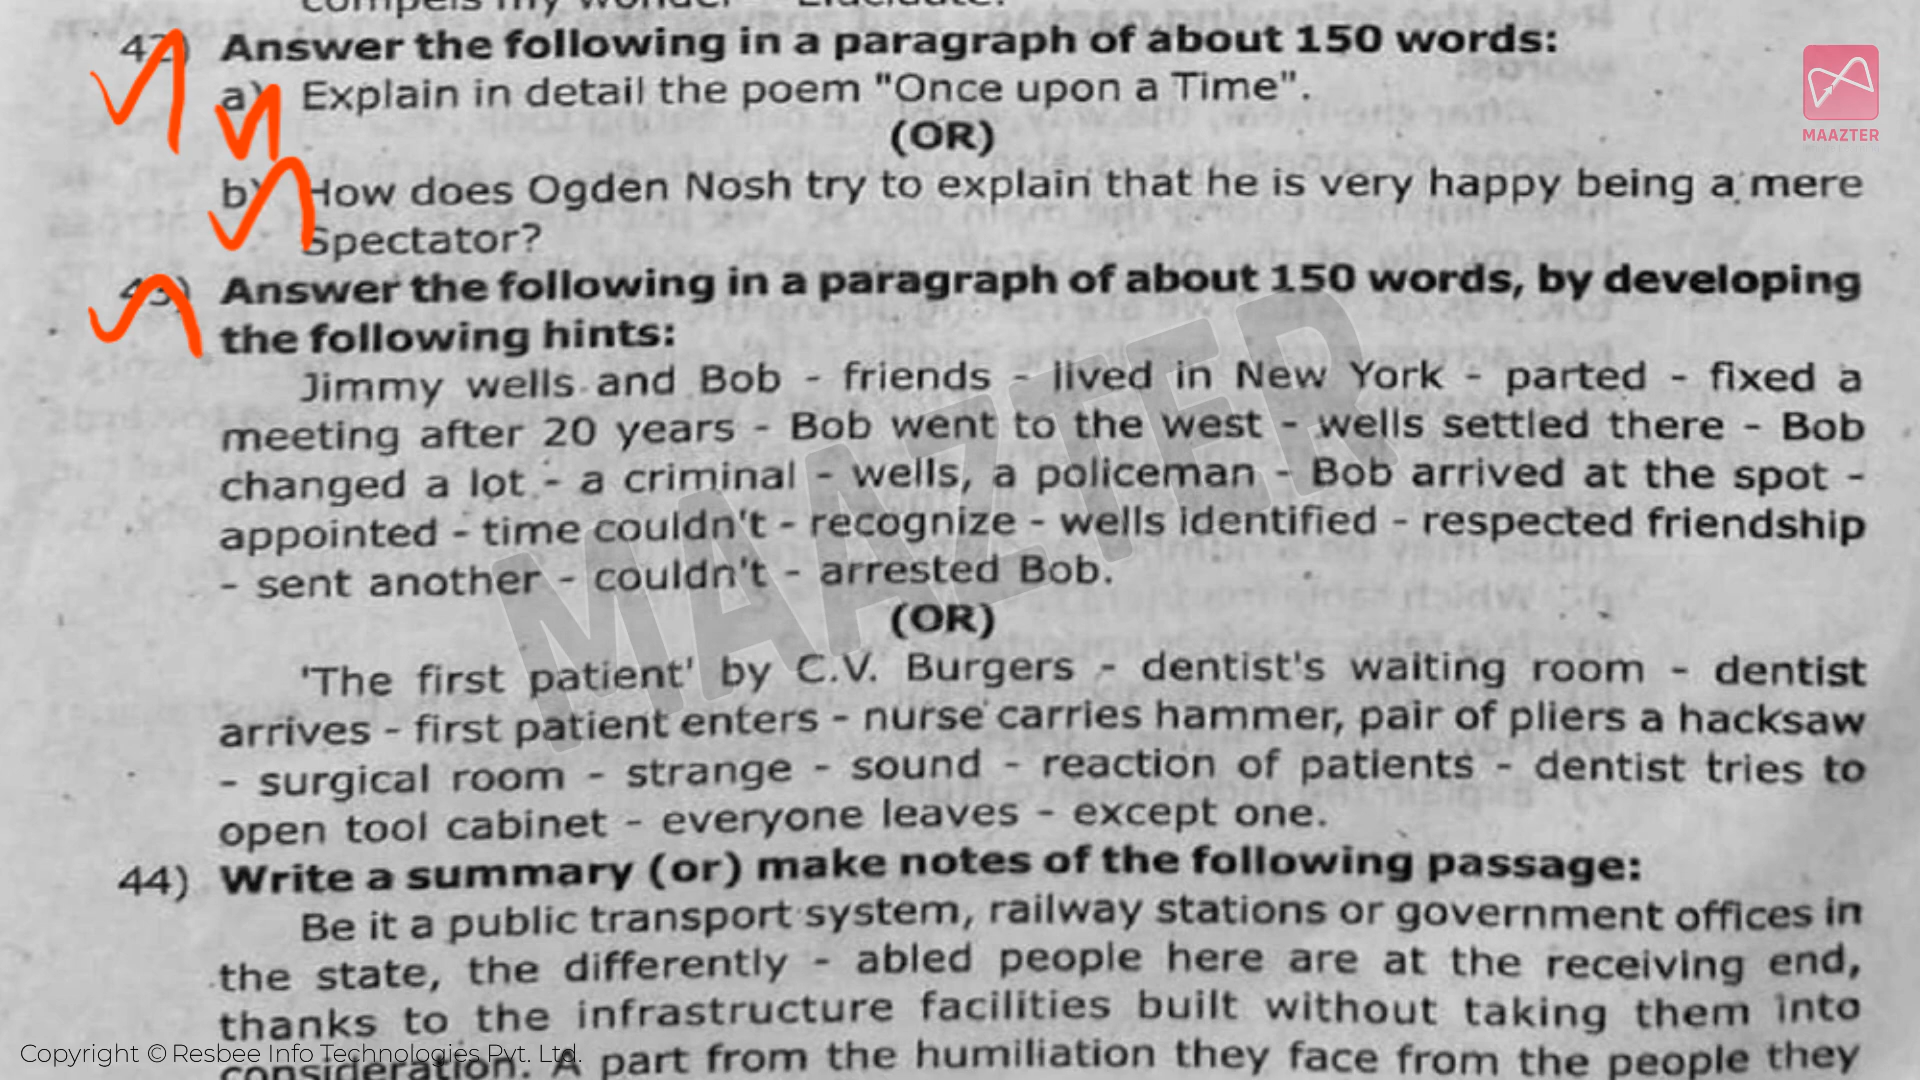 compels my wonder" - Elucidate.
42) Answer the following in a paragraph of about 150 words:
a) Explain in detail the poem "Once upon a Time".
(OR)
b) How does Ogden Nosh try to explain that he is very happy being a mere
Spectator?
43) Answer the following in a paragraph of about 150 words, by developing
the following hints:
Jimmy wells and Bob - friends - lived in New York - parted - fixed a
meeting after 20 years - Bob went to the west - wells settled there - Bob
changed a lot - a criminal - wells, a policeman - Bob arrived at the spot -
appointed - time couldn't - recognize - wells identified - respected friendship
- sent another - couldn't - arrested Bob.
(OR)
'The first patient' by C.V. Burgers - dentist's waiting room - dentist
arrives - first patient enters - nurse carries hammer, pair of pliers a hacksaw
- surgical room - strange - sound - reaction of patients - dentist tries to
open tool cabinet - everyone leaves - except one.
44) Write a summary (or) make notes of the following passage:
Be it a public transport system, railway stations or government offices in
the state, the differently - abled people here are at the receiving end,
thanks to the infrastructure facilities built without taking them into
consideration. A part from the humiliation they face from the people they
MAAZTER
MAAZTER
Copyright © Resbee Info Technologies Pvt. Ltd.